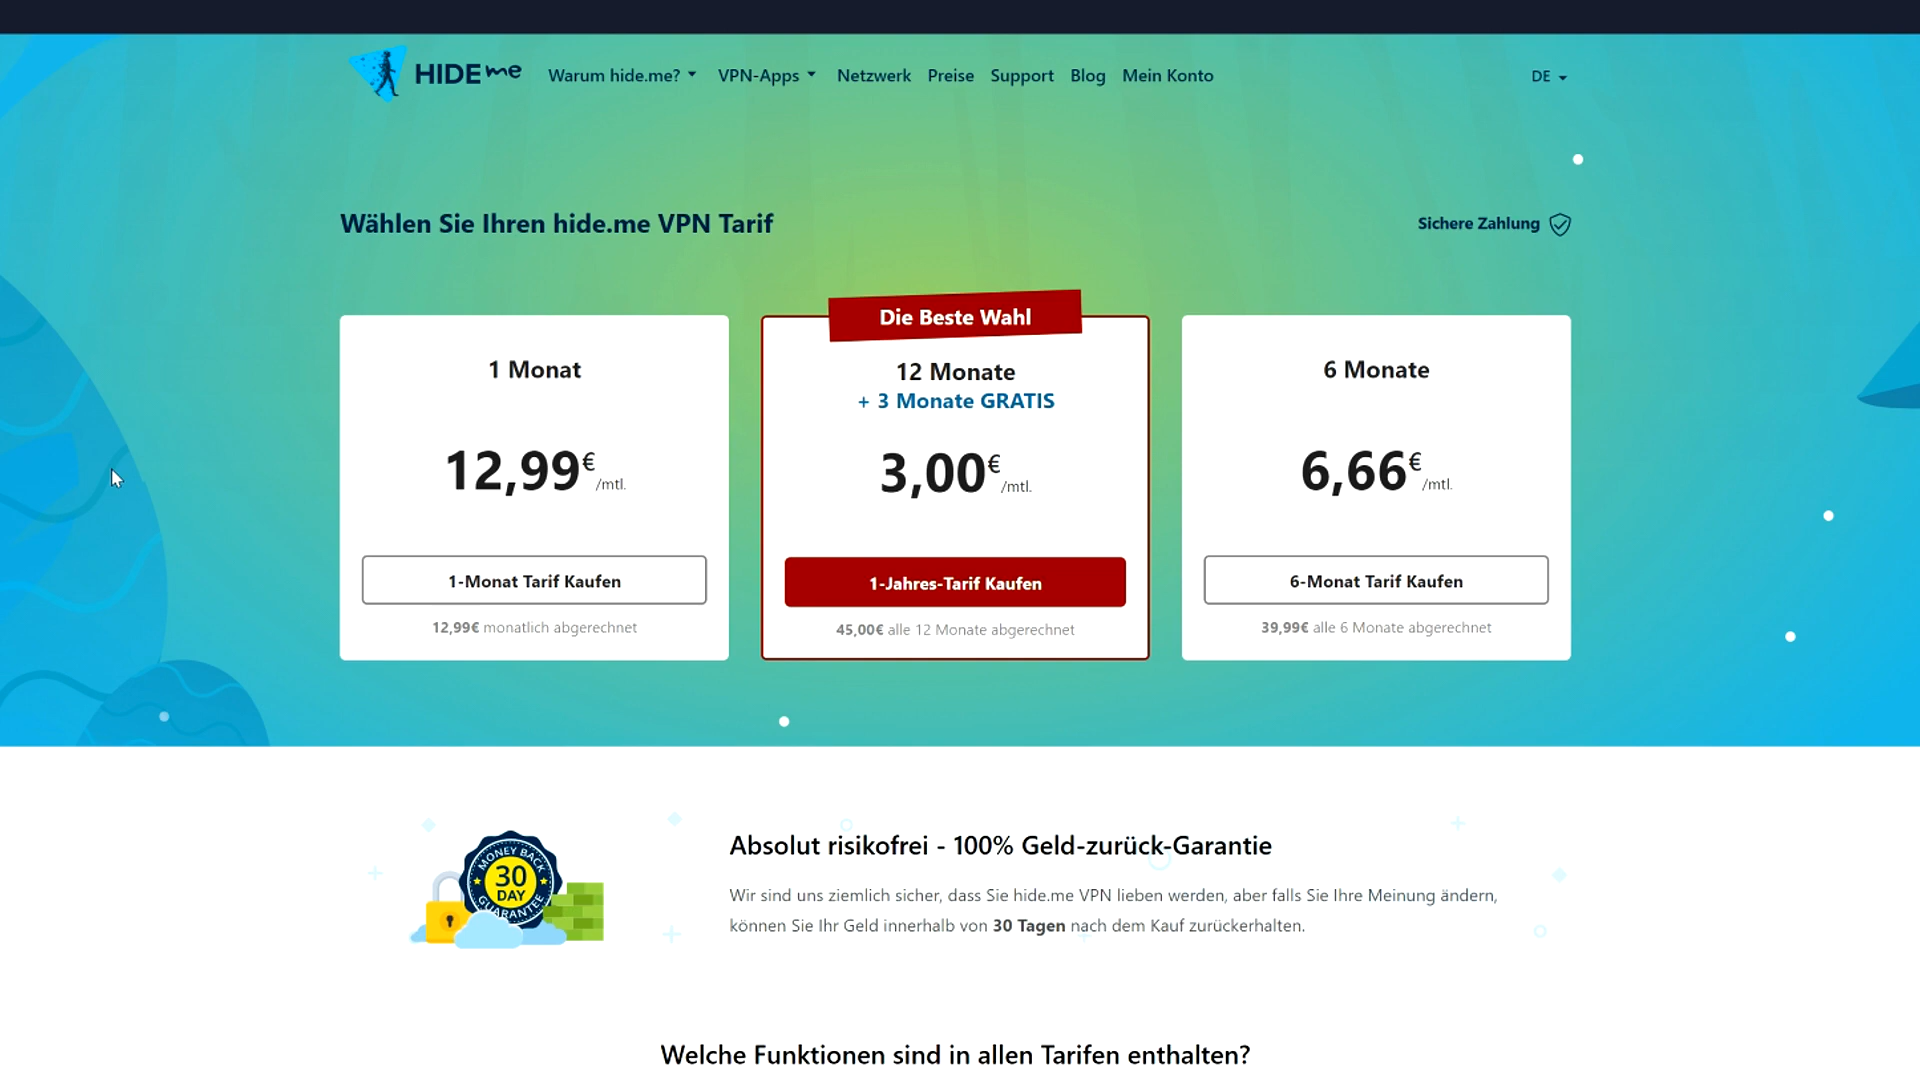 HIDE me
Warum hide.me? VPN-Apps Netzwerk Preise Support Blog Mein Konto DE
Wählen Sie Ihren hide.me VPN Tarif
Sichere Zahlung
1 Monat
12,99€ /mtl.
1-Monat Tarif Kaufen
12,99€ monatlich abgerechnet
Die Beste Wahl
12 Monate
+ 3 Monate GRATIS
3,00€ /mtl.
1-Jahres-Tarif Kaufen
45,00€ alle 12 Monate abgerechnet
6 Monate
6,66€ /mtl.
6-Monat Tarif Kaufen
39,99€ alle 6 Monate abgerechnet
MONEY BACK
30
DAY
GUARANTEE
Absolut risikofrei - 100% Geld-zurück-Garantie
Wir sind uns ziemlich sicher, dass Sie hide.me VPN lieben werden, aber falls Sie Ihre Meinung ändern,
können Sie Ihr Geld innerhalb von 30 Tagen nach dem Kauf zurückerhalten.
Welche Funktionen sind in allen Tarifen enthalten?